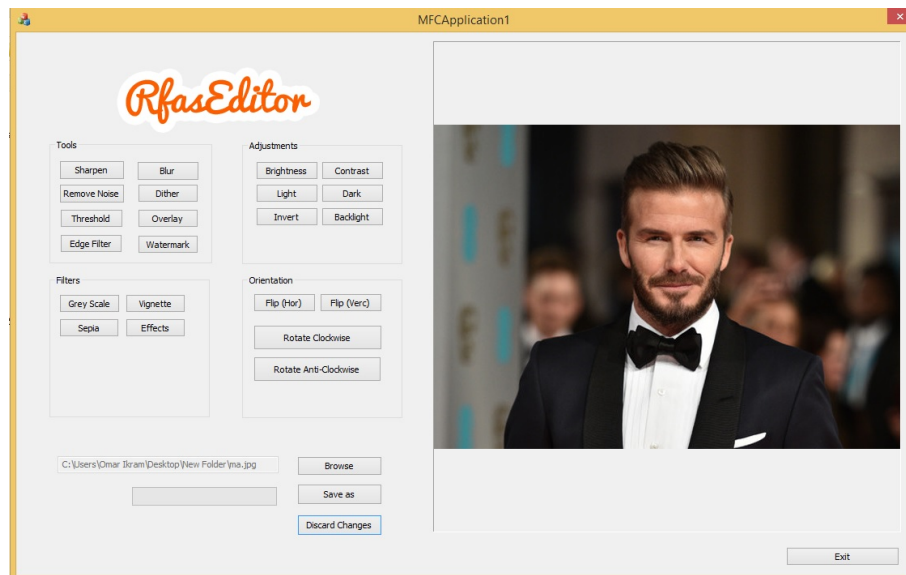 MFCApplication1
RfasEditor
Tools
Sharpen
Blur
Remove Noise
Dither
Threshold
Overlay
Edge Filter
Watermark
Adjustments
Brightness
Contrast
Light
Dark
Invert
Backlight
Filters
Grey Scale
Vignette
Sepia
Effects
Orientation
Flip (Hor)
Flip (Verc)
Rotate Clockwise
Rotate Anti-Clockwise
C:\Users\Omar Ikram\Desktop\New Folder\ma.jpg
Browse
Save as
Discard Changes
Exit